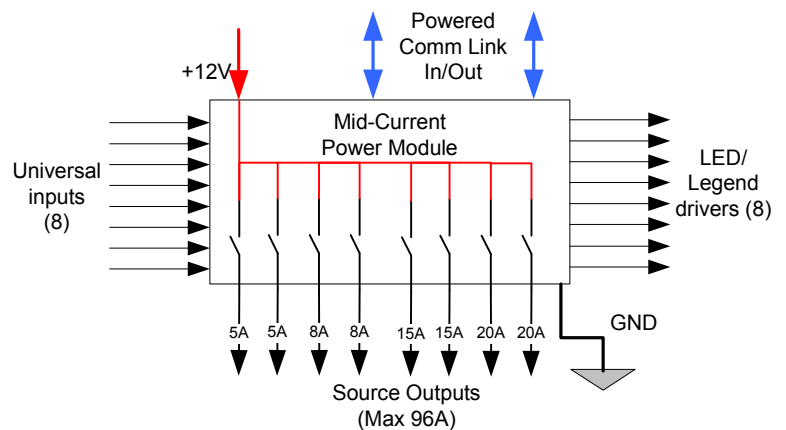 Powered
Comm Link
In/Out
+12V
Mid-Current
Power Module
Universal
inputs
(8)
LED/
Legend
drivers (8)
5A 5A 8A 8A 15A 15A 20A 20A
GND
Source Outputs
(Max 96A)